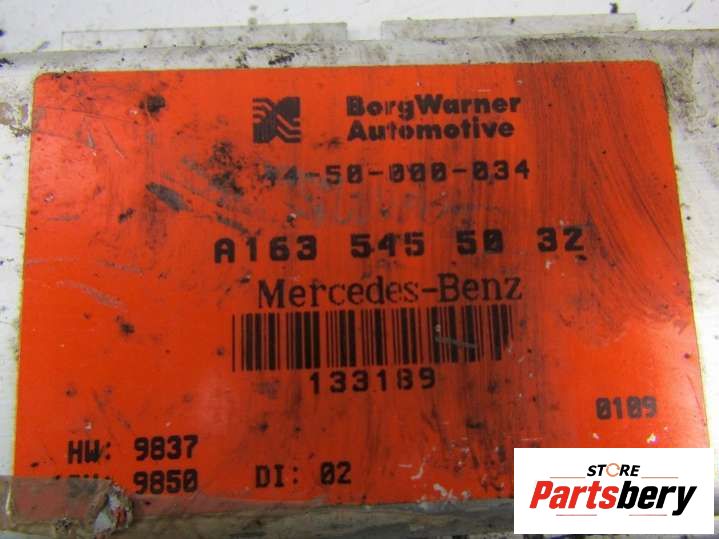 BorgWarner
Automotive
44-50-000-034
A163 545 50 32
Mercedes-Benz
133189
0109
HW: 9837
9850 DI: 02
STORE
Partsbery